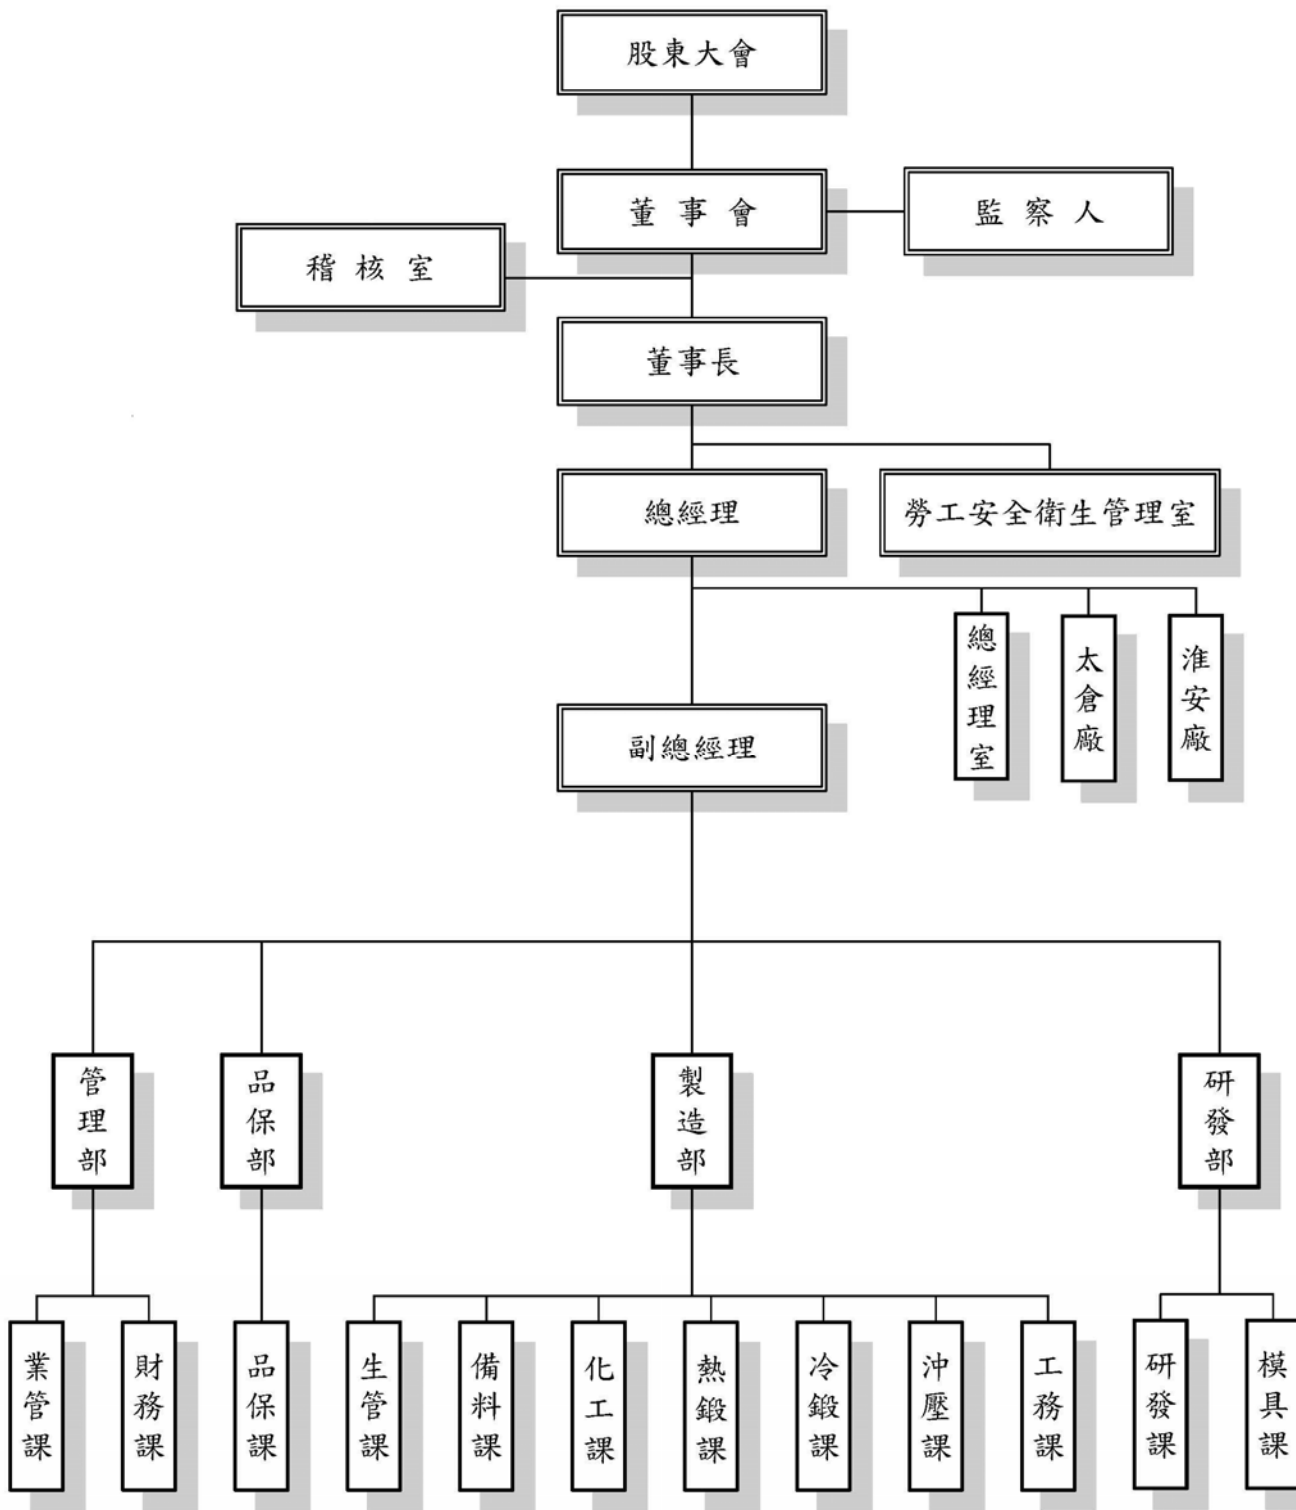 股東大會
董事會
監察人
稽核室
董事長
總經理
勞工安全衛生管理室
總經理室
太倉廠
淮安廠
副總經理
管理部
品保部
製造部
研發部
業管課
財務課
品保課
生管課
備料課
化工課
熱鍛課
冷鍛課
沖壓課
工務課
研發課
模具課